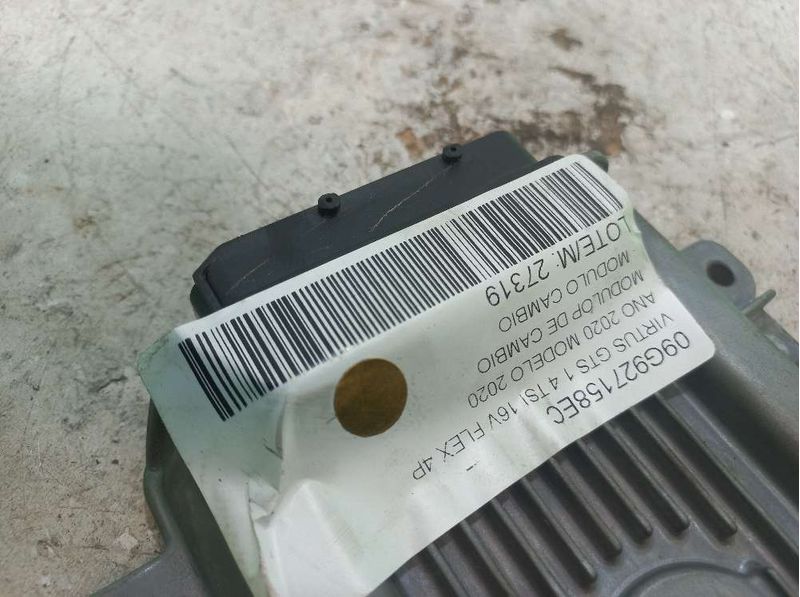 09G927158EC
VIRTUS GTS 1.4 TSI 16V FLEX 4P
ANO 2020 MODELO 2020
MODULOP DE CAMBIO
MODULO CAMBIO
LOTE/M: 27319